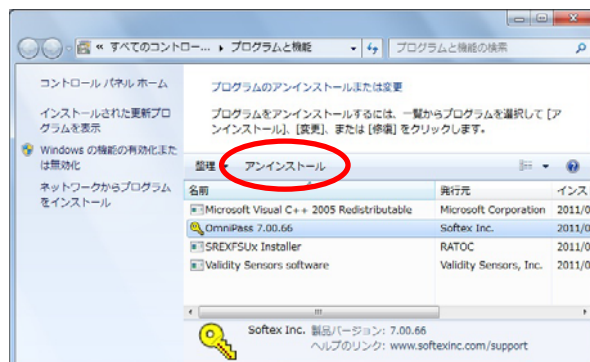 « すべてのコントロー... ▸ プログラムと機能
プログラムと機能の検索
コントロール パネル ホーム
インストールされた更新プロ
グラムを表示
Windows の機能の有効化また
は無効化
ネットワークからプログラム
をインストール
プログラムのアンインストールまたは変更
プログラムをアンインストールするには、一覧からプログラムを選択して [ア
ンインストール]、[変更]、または [修復] をクリックします。
整理 ▾ アンインストール
名前 発行元 インス
Microsoft Visual C++ 2005 Redistributable Microsoft Corporation 2011/0
OmniPass 7.00.66 Softex Inc. 2011/0
SREXFSUx Installer RATOC 2011/0
Validity Sensors software Validity Sensors, Inc. 2011/0
Softex Inc. 製品バージョン: 7.00.66
ヘルプのリンク: www.softexinc.com/support